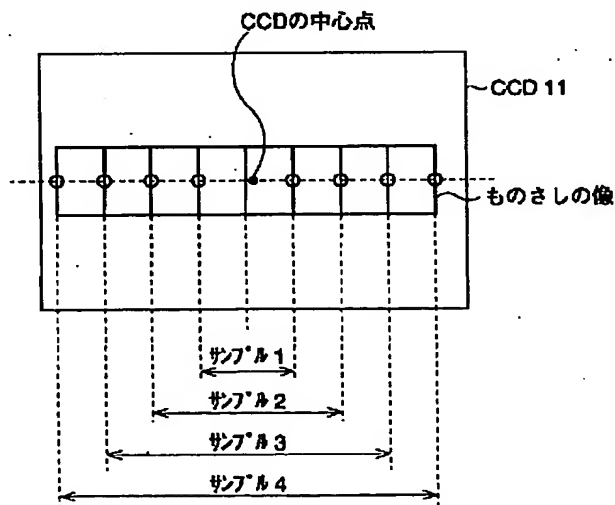 CCDの中心点
CCD 11
ものさしの像
サンプル 1
サンプル 2
サンプル 3
サンプル 4